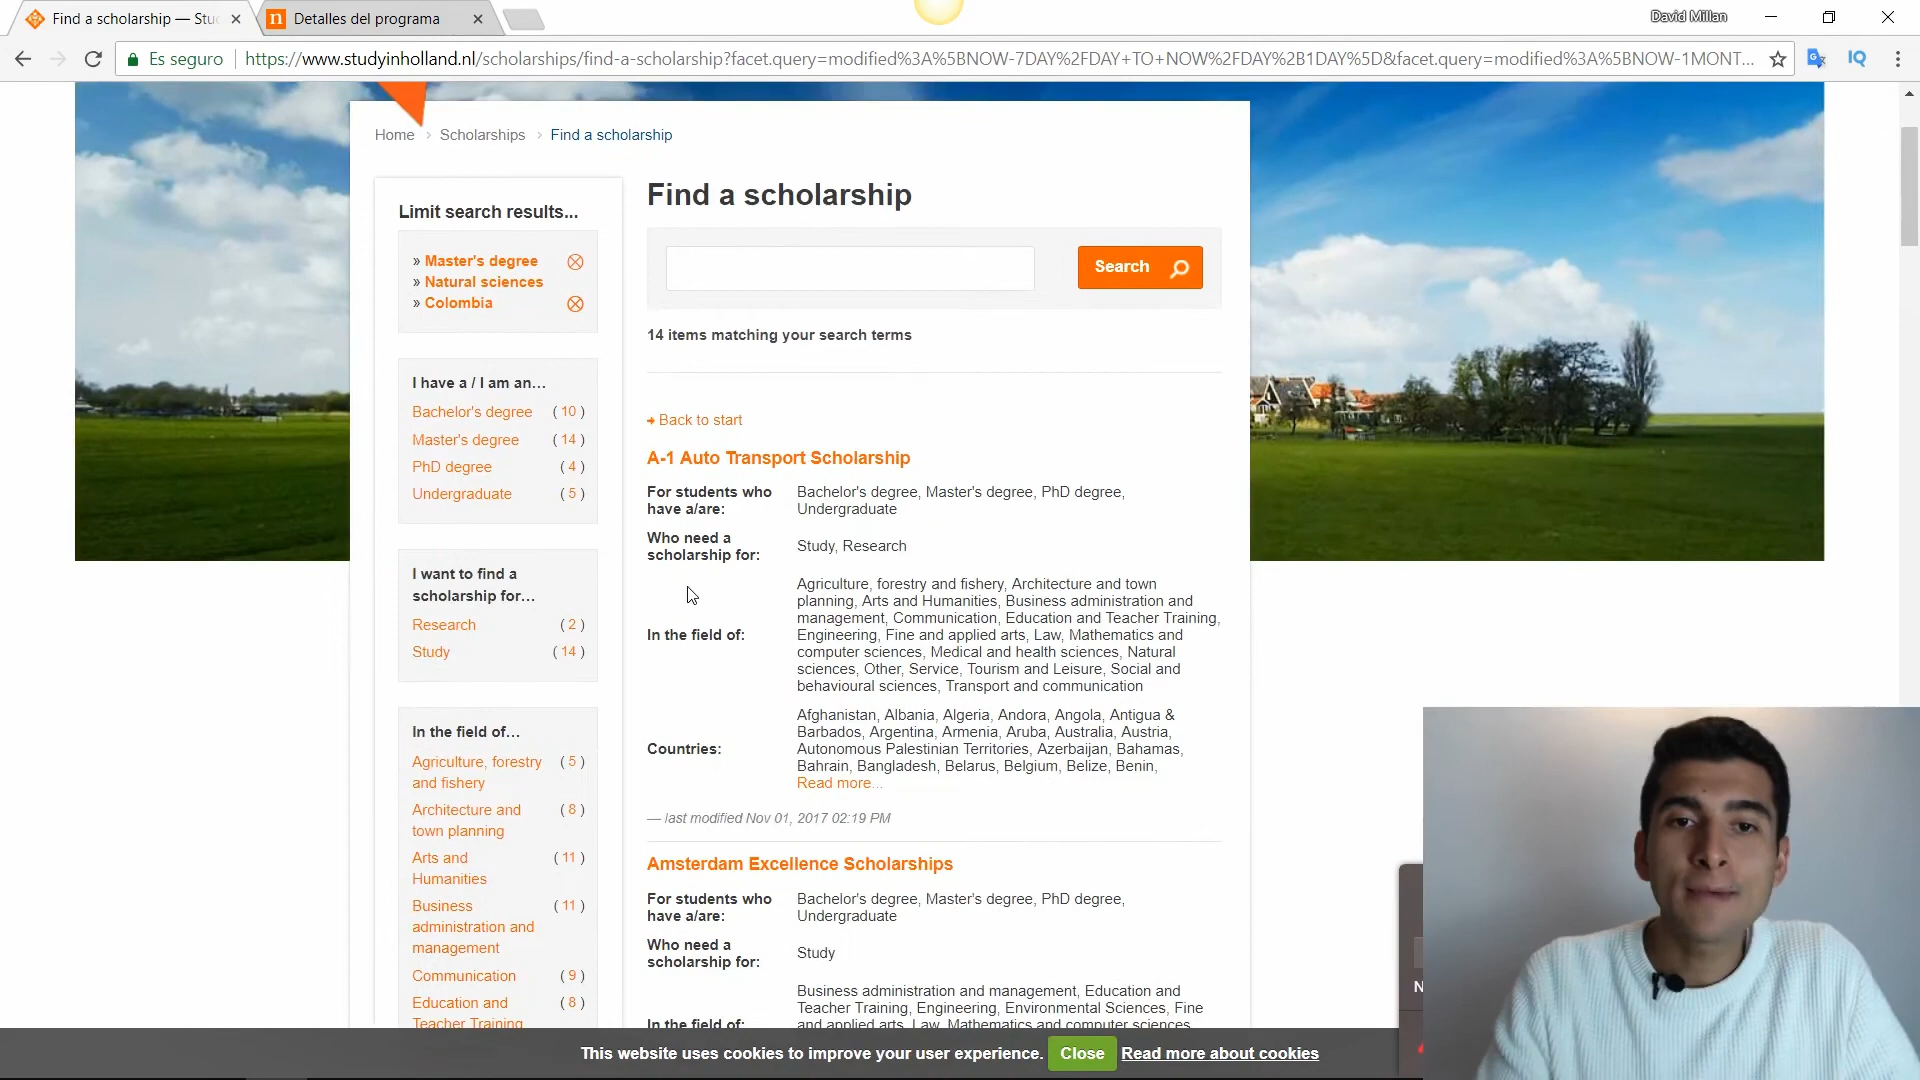 Find a scholarship — Stu
Detalles del programa
David Millan
Es seguro
https://www.studyinholland.nl/scholarships/find-a-scholarship?facet.query=modified%3A%5BNOW-7DAY%2FDAY+TO+NOW%2FDAY%2B1DAY%5D&facet.query=modified%3A%5BNOW-1MONT...
IQ
Home › Scholarships › Find a scholarship
Limit search results...
» Master's degree
» Natural sciences
» Colombia
I have a / I am an...
Bachelor's degree ( 10 )
Master's degree ( 14 )
PhD degree ( 4 )
Undergraduate ( 5 )
I want to find a
scholarship for...
Research ( 2 )
Study ( 14 )
In the field of...
Agriculture, forestry ( 5 )
and fishery
Architecture and ( 8 )
town planning
Arts and ( 11 )
Humanities
Business ( 11 )
administration and
management
Communication ( 9 )
Education and ( 8 )
Teacher Training
Find a scholarship
Search
14 items matching your search terms
Back to start
A-1 Auto Transport Scholarship
For students who
have a/are:
Bachelor's degree, Master's degree, PhD degree,
Undergraduate
Who need a
scholarship for:
Study, Research
In the field of:
Agriculture, forestry and fishery, Architecture and town
planning, Arts and Humanities, Business administration and
management, Communication, Education and Teacher Training,
Engineering, Fine and applied arts, Law, Mathematics and
computer sciences, Medical and health sciences, Natural
sciences, Other, Service, Tourism and Leisure, Social and
behavioural sciences, Transport and communication
Countries:
Afghanistan, Albania, Algeria, Andora, Angola, Antigua &
Barbados, Argentina, Armenia, Aruba, Australia, Austria,
Autonomous Palestinian Territories, Azerbaijan, Bahamas,
Bahrain, Bangladesh, Belarus, Belgium, Belize, Benin,
Read more...
— last modified Nov 01, 2017 02:19 PM
Amsterdam Excellence Scholarships
For students who
have a/are:
Bachelor's degree, Master's degree, PhD degree,
Undergraduate
Who need a
scholarship for:
Study
In the field of:
Business administration and management, Education and
Teacher Training, Engineering, Environmental Sciences, Fine
and applied arts, Law, Mathematics and computer sciences
N
This website uses cookies to improve your user experience. Close Read more about cookies